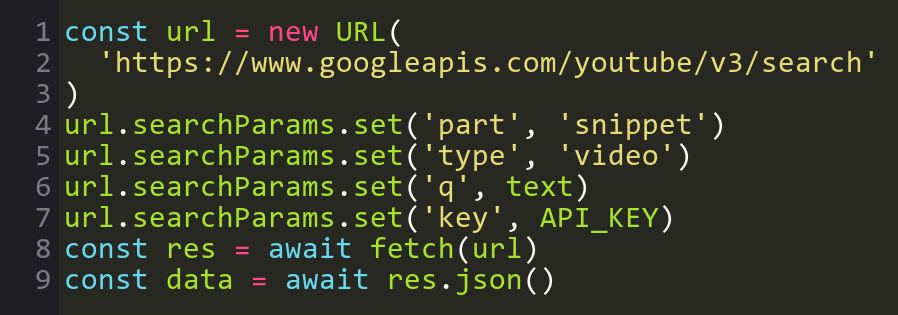 1 const url = new URL(
2   'https://www.googleapis.com/youtube/v3/search'
3 )
4 url.searchParams.set('part', 'snippet')
5 url.searchParams.set('type', 'video')
6 url.searchParams.set('q', text)
7 url.searchParams.set('key', API_KEY)
8 const res = await fetch(url)
9 const data = await res.json()